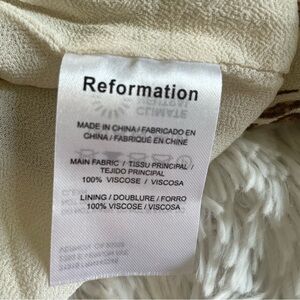 Reformation
MADE IN CHINA / FABRICADO EN
CHINA / FABRIQUÉ EN CHINE
MAIN FABRIC / TISSU PRINCIPAL /
TEJIDO PRINCIPAL
100% VISCOSE / VISCOSA
LINING / DOUBLURE / FORRO
100% VISCOSE / VISCOSA